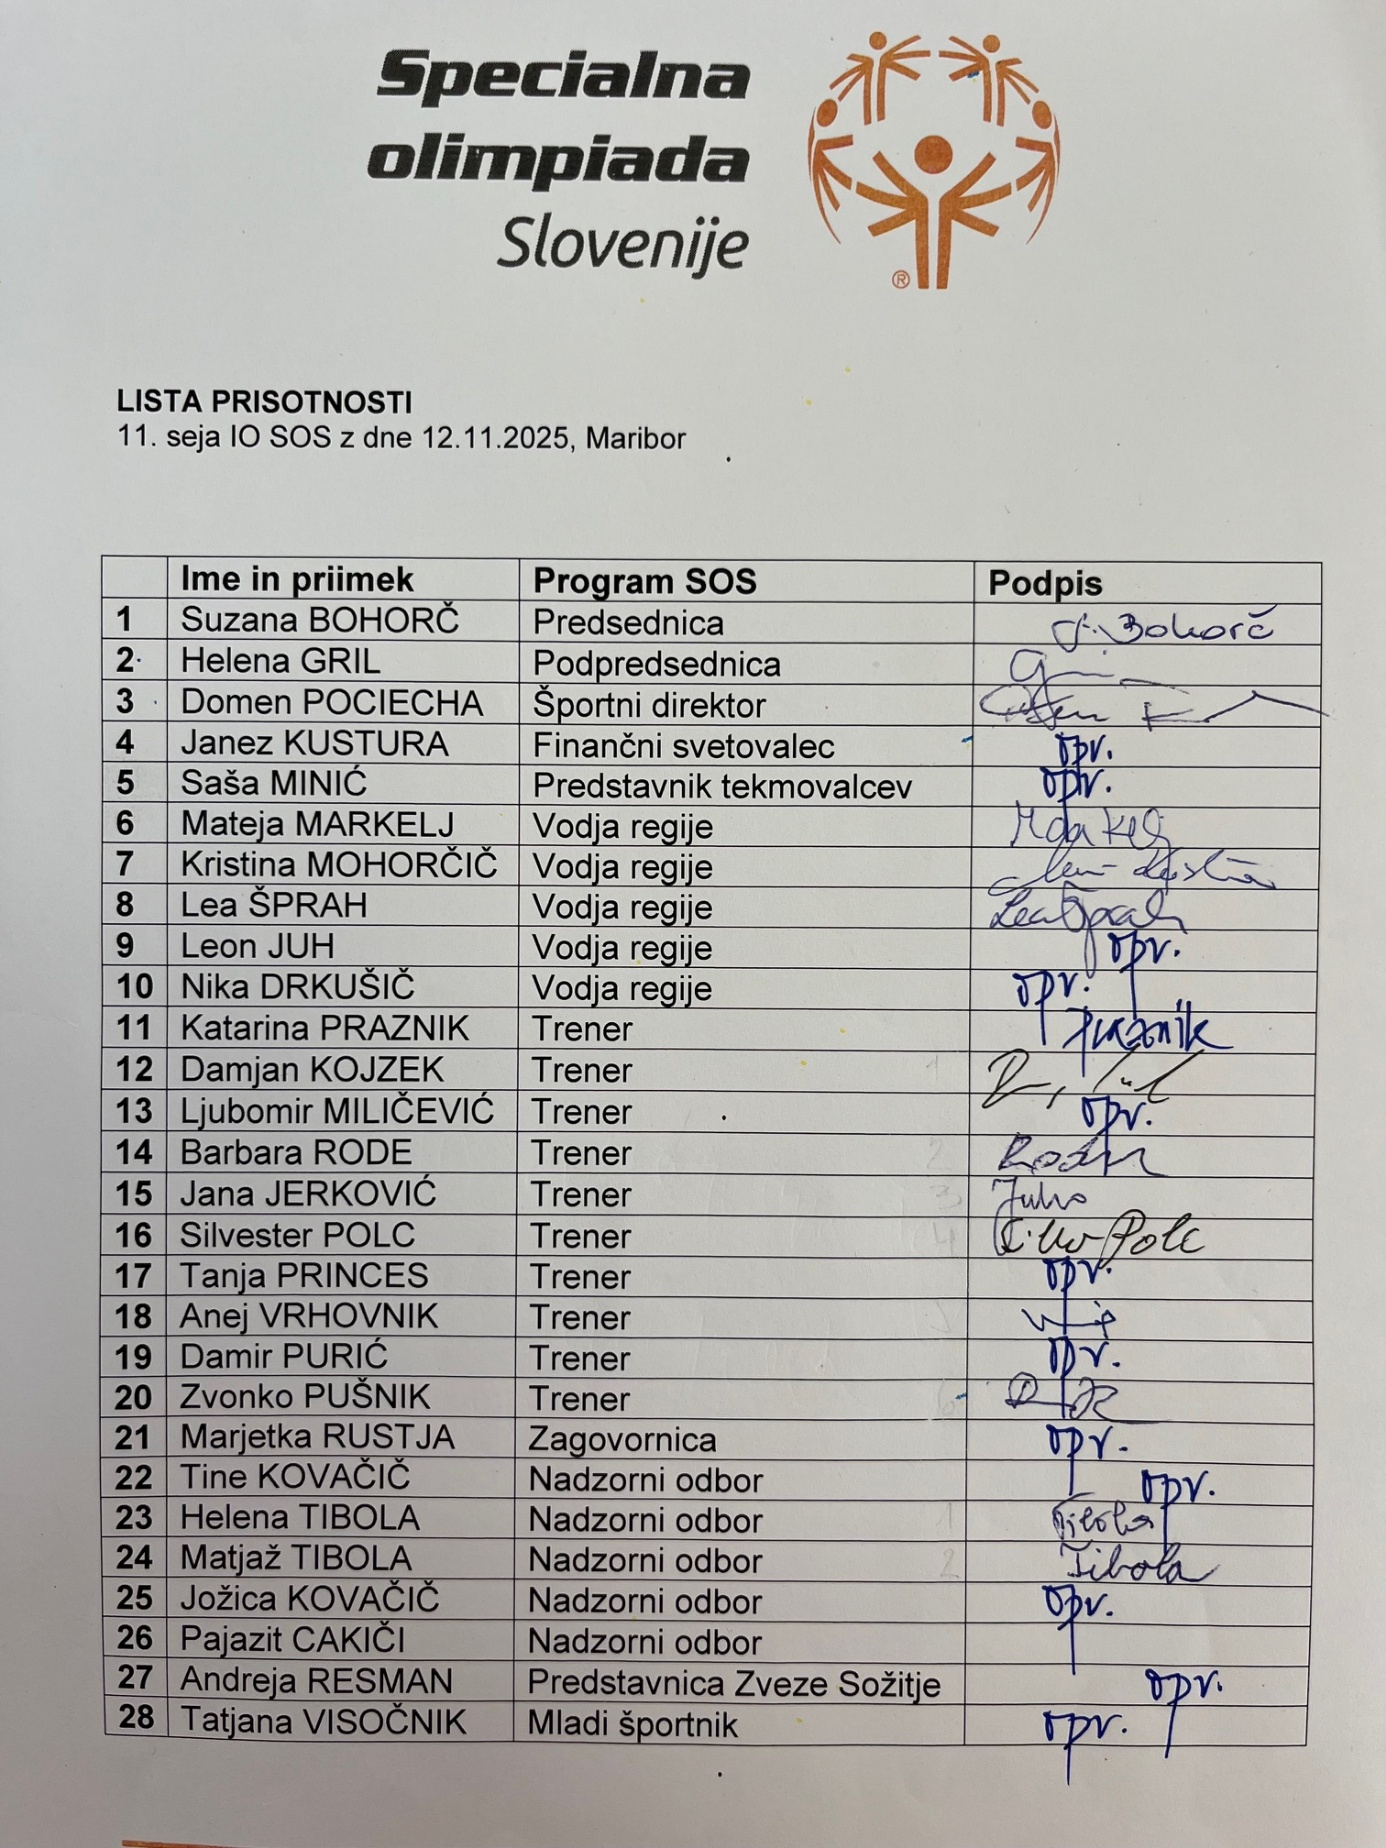 Specialna
olimpiada
Slovenije
®
LISTA PRISOTNOSTI
11. seja IO SOS z dne 12.11.2025, Maribor
Ime in priimek Program SOS Podpis
1 Suzana BOHORČ Predsednica Bohorč
2 Helena GRIL Podpredsednica
3 Domen POCIECHA Športni direktor
4 Janez KUSTURA Finančni svetovalec opr.
5 Saša MINIĆ Predstavnik tekmovalcev opr.
6 Mateja MARKELJ Vodja regije
7 Kristina MOHORČIČ Vodja regije
8 Lea ŠPRAH Vodja regije Lea Šprah
9 Leon JUH Vodja regije opr.
10 Nika DRKUŠIČ Vodja regije opr.
11 Katarina PRAZNIK Trener Praznik
12 Damjan KOJZEK Trener
13 Ljubomir MILIČEVIĆ Trener opr.
14 Barbara RODE Trener
15 Jana JERKOVIĆ Trener
16 Silvester POLC Trener Polc
17 Tanja PRINCES Trener opr.
18 Anej VRHOVNIK Trener
19 Damir PURIĆ Trener opr.
20 Zvonko PUŠNIK Trener
21 Marjetka RUSTJA Zagovornica opr.
22 Tine KOVAČIČ Nadzorni odbor opr.
23 Helena TIBOLA Nadzorni odbor Tibola
24 Matjaž TIBOLA Nadzorni odbor Tibola
25 Jožica KOVAČIČ Nadzorni odbor opr.
26 Pajazit CAKIČI Nadzorni odbor
27 Andreja RESMAN Predstavnica Zveze Sožitje opr.
28 Tatjana VISOČNIK Mladi športnik opr.